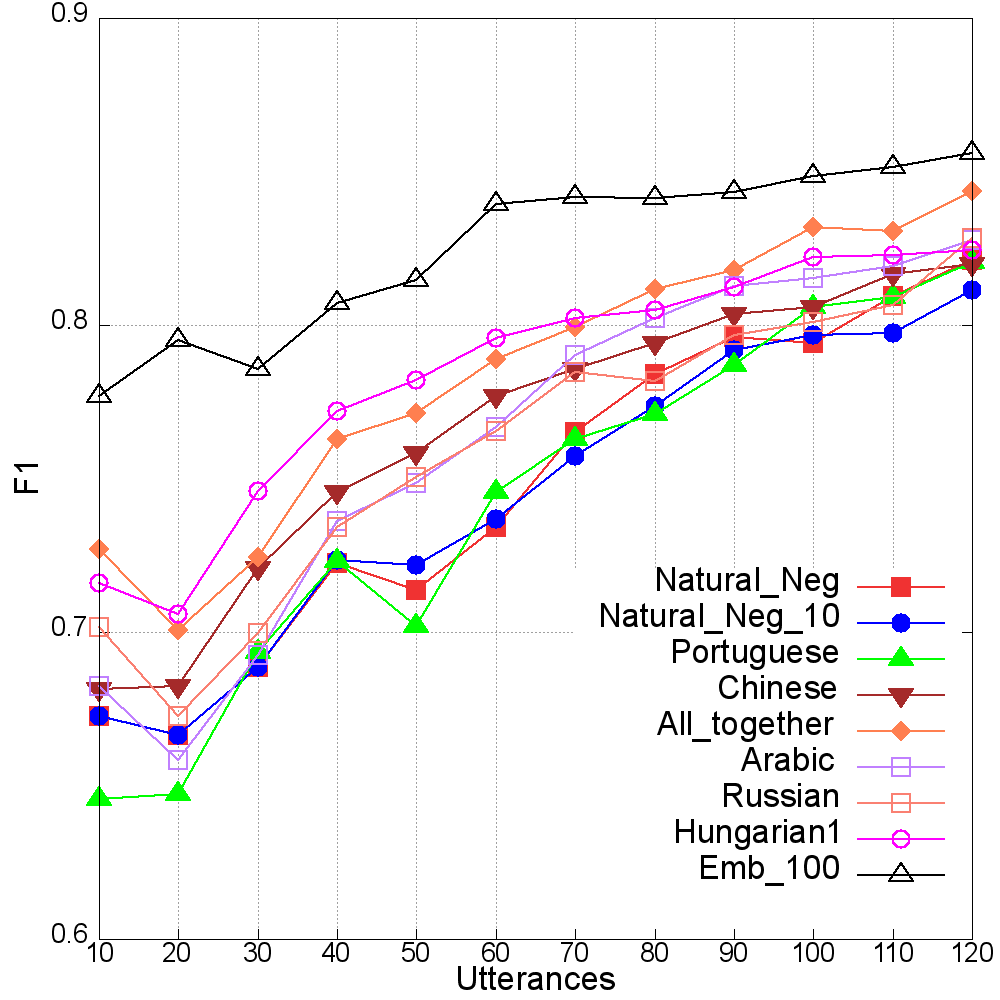 0.9
0.8
0.7
0.6
F1
10 20 30 40 50 60 70 80 90 100 110 120
Utterances
Natural_Neg
Natural_Neg_10
Portuguese
Chinese
All_together
Arabic
Russian
Hungarian1
Emb_100